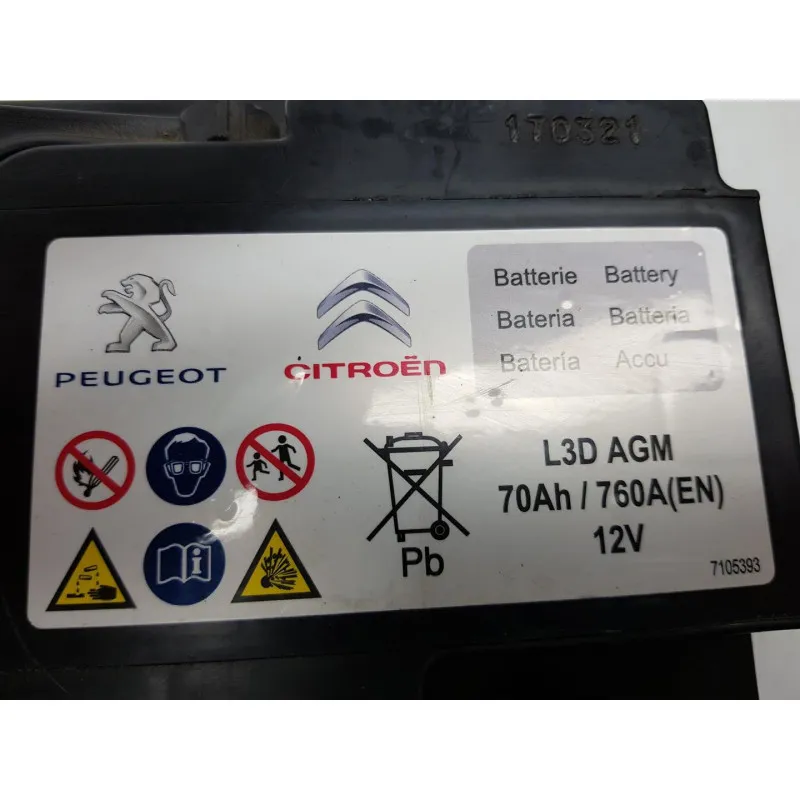 1T0321
PEUGEOT
CITROËN
Batterie Battery
Bateria Batteria
Batería Accu
L3D AGM
70Ah / 760A(EN)
12V
Pb
7105393